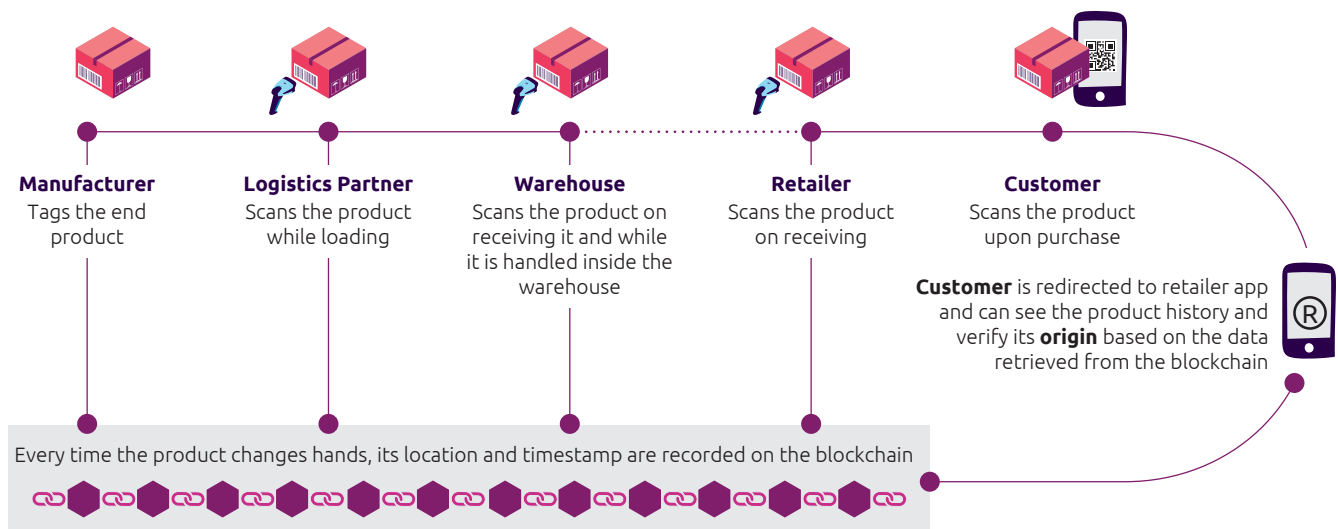 Manufacturer
Tags the end
product
Logistics Partner
Scans the product
while loading
Warehouse
Scans the product on
receiving it and while
it is handled inside the
warehouse
Retailer
Scans the product
on receiving
Customer
Scans the product
upon purchase
Customer is redirected to retailer app
and can see the product history and
verify its origin based on the data
retrieved from the blockchain
®
Every time the product changes hands, its location and timestamp are recorded on the blockchain